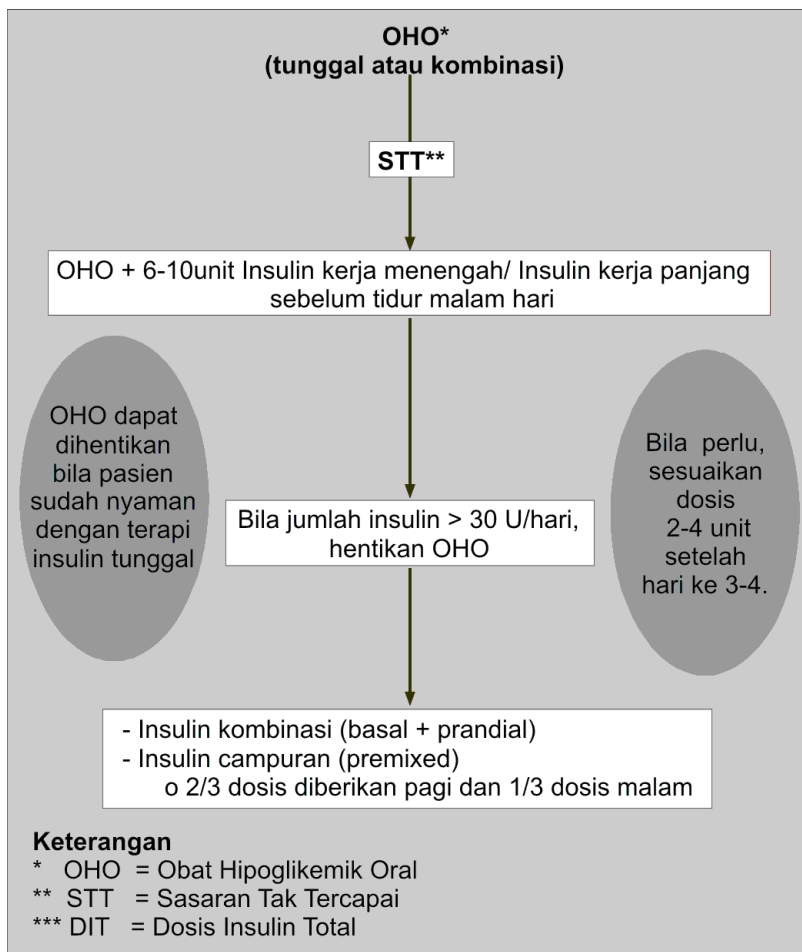 OHO*
(tunggal atau kombinasi)
STT**
OHO + 6-10unit Insulin kerja menengah/ Insulin kerja panjang
sebelum tidur malam hari
OHO dapat
dihentikan
bila pasien
sudah nyaman
dengan terapi
insulin tunggal
Bila perlu,
sesuaikan
dosis
2-4 unit
setelah
hari ke 3-4.
Bila jumlah insulin > 30 U/hari,
hentikan OHO
- Insulin kombinasi (basal + prandial)
- Insulin campuran (premixed)
o 2/3 dosis diberikan pagi dan 1/3 dosis malam
Keterangan
* OHO = Obat Hipoglikemik Oral
** STT = Sasaran Tak Tercapai
*** DIT = Dosis Insulin Total